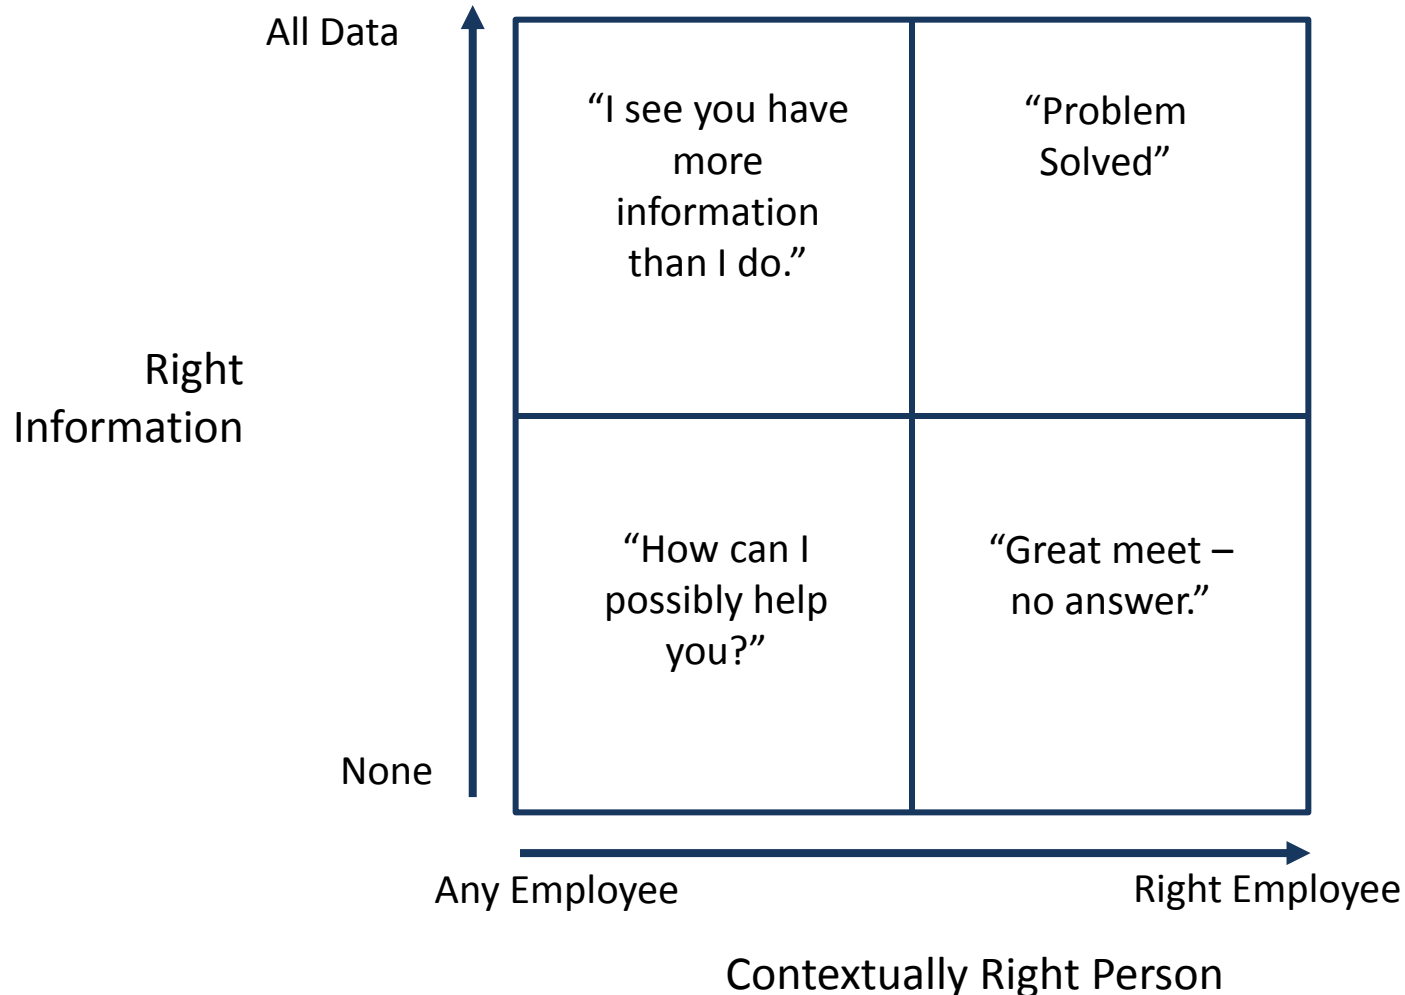 All Data
“I see you have
more
information
than I do.”
“Problem
Solved”
Right
Information
“How can I
possibly help
you?”
“Great meet –
no answer.”
None
Any Employee
Right Employee
Contextually Right Person